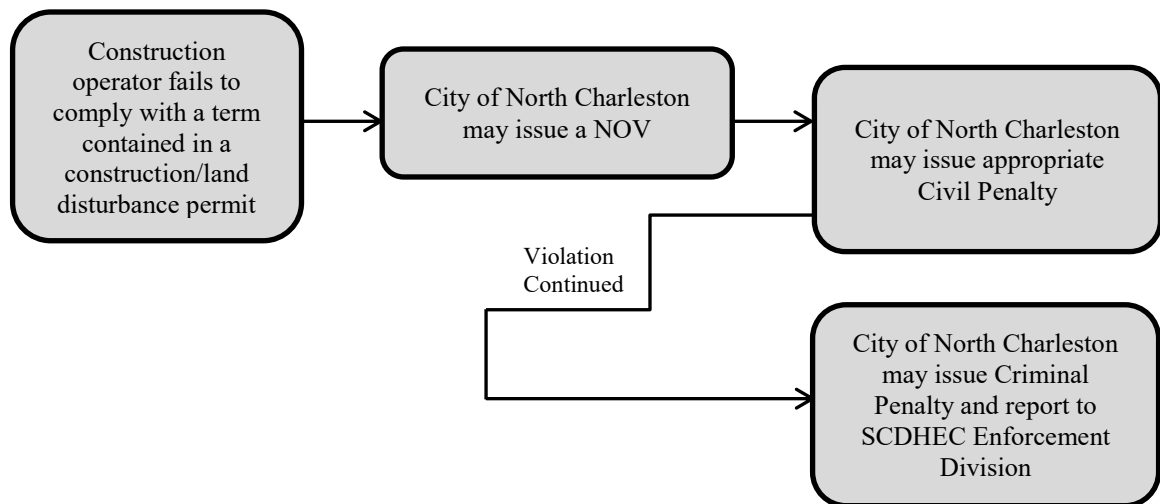 Construction
operator fails to
comply with a term
contained in a
construction/land
disturbance permit
City of North Charleston
may issue a NOV
City of North Charleston
may issue appropriate
Civil Penalty
Violation
Continued
City of North Charleston
may issue Criminal
Penalty and report to
SCDHEC Enforcement
Division